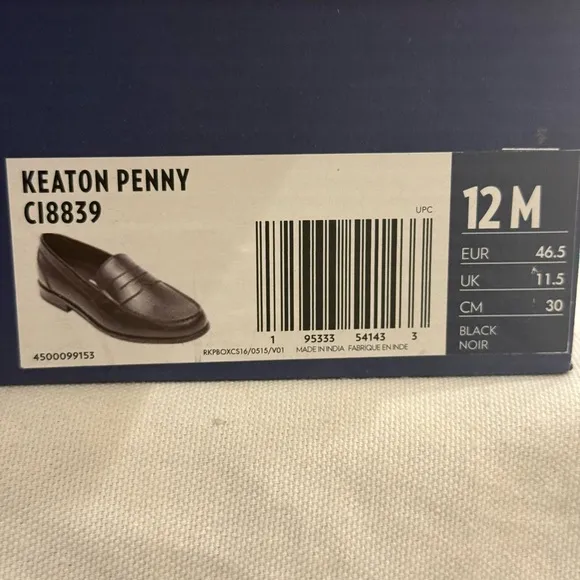 KEATON PENNY
CI8839
4500099153
UPC
1 95333 54143 3
RKPBOXCS16/0515/V01 MADE IN INDIA FABRIQUE EN INDE
12 M
EUR 46.5
UK 11.5
CM 30
BLACK
NOIR